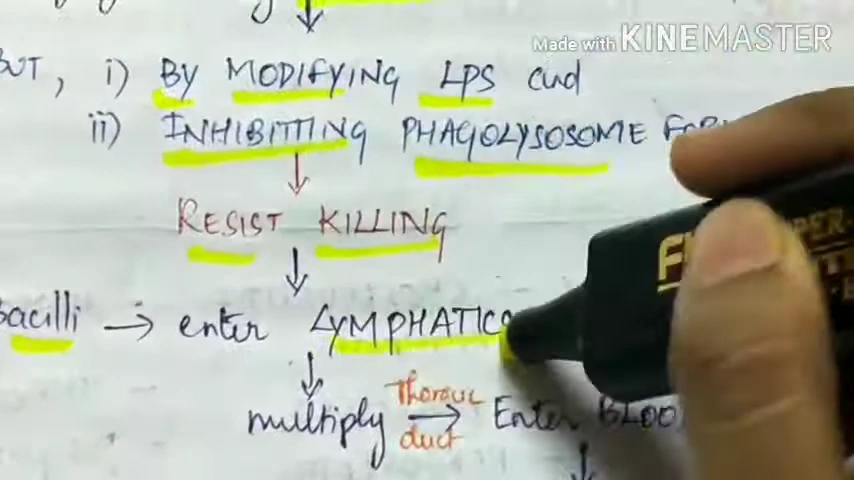 Made with KINEMASTER
BUT, i) By MODIFYING LPS and
ii) INHIBITTING PHAGOLYSOSOME
RESIST KILLING
Bacilli → enter LYMPHATICS
multiply Thoracic duct → Enter